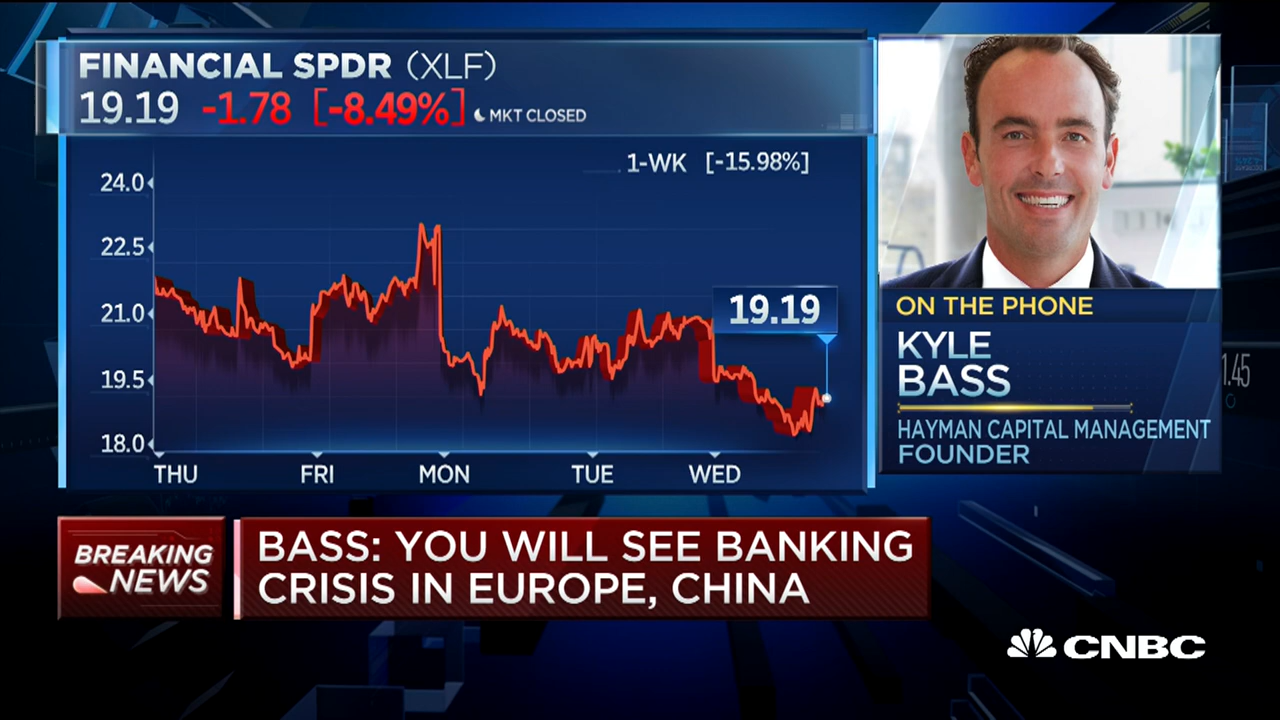 FINANCIAL SPDR (XLF)
19.19 -1.78 [-8.49%] MKT CLOSED
1-WK [-15.98%]
24.0
22.5
21.0
19.5
18.0
19.19
THU FRI MON TUE WED
ON THE PHONE
KYLE
BASS
HAYMAN CAPITAL MANAGEMENT
FOUNDER
1.45
BREAKING
NEWS
BASS: YOU WILL SEE BANKING
CRISIS IN EUROPE, CHINA
CNBC